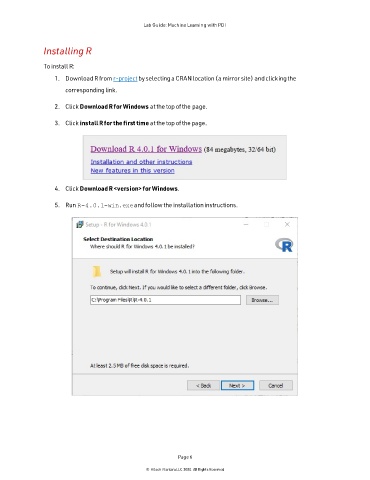 Lab Guide: Machine Learning with PDI
Installing R
To install R:
1. Download R from r-project by selecting a CRAN location (a mirror site) and clicking the
corresponding link.
2. Click Download R for Windows at the top of the page.
3. Click install R for the first time at the top of the page.
Download R 4.0.1 for Windows (84 megabytes, 32/64 bit)
Installation and other instructions
New features in this version
4. Click Download R <version> for Windows.
5. Run R-4.0.1-win.exe and follow the installation instructions.
Setup - R for Windows 4.0.1
Select Destination Location
Where should R for Windows 4.0.1 be installed?
R
Setup will install R for Windows 4.0.1 into the following folder.
To continue, click Next. If you would like to select a different folder, click Browse.
C:\Program Files\R\R-4.0.1
Browse...
At least 2.5 MB of free disk space is required.
< Back
Next >
Cancel
Page 6
© Hitachi Vantara LLC 2020. All Rights Reserved